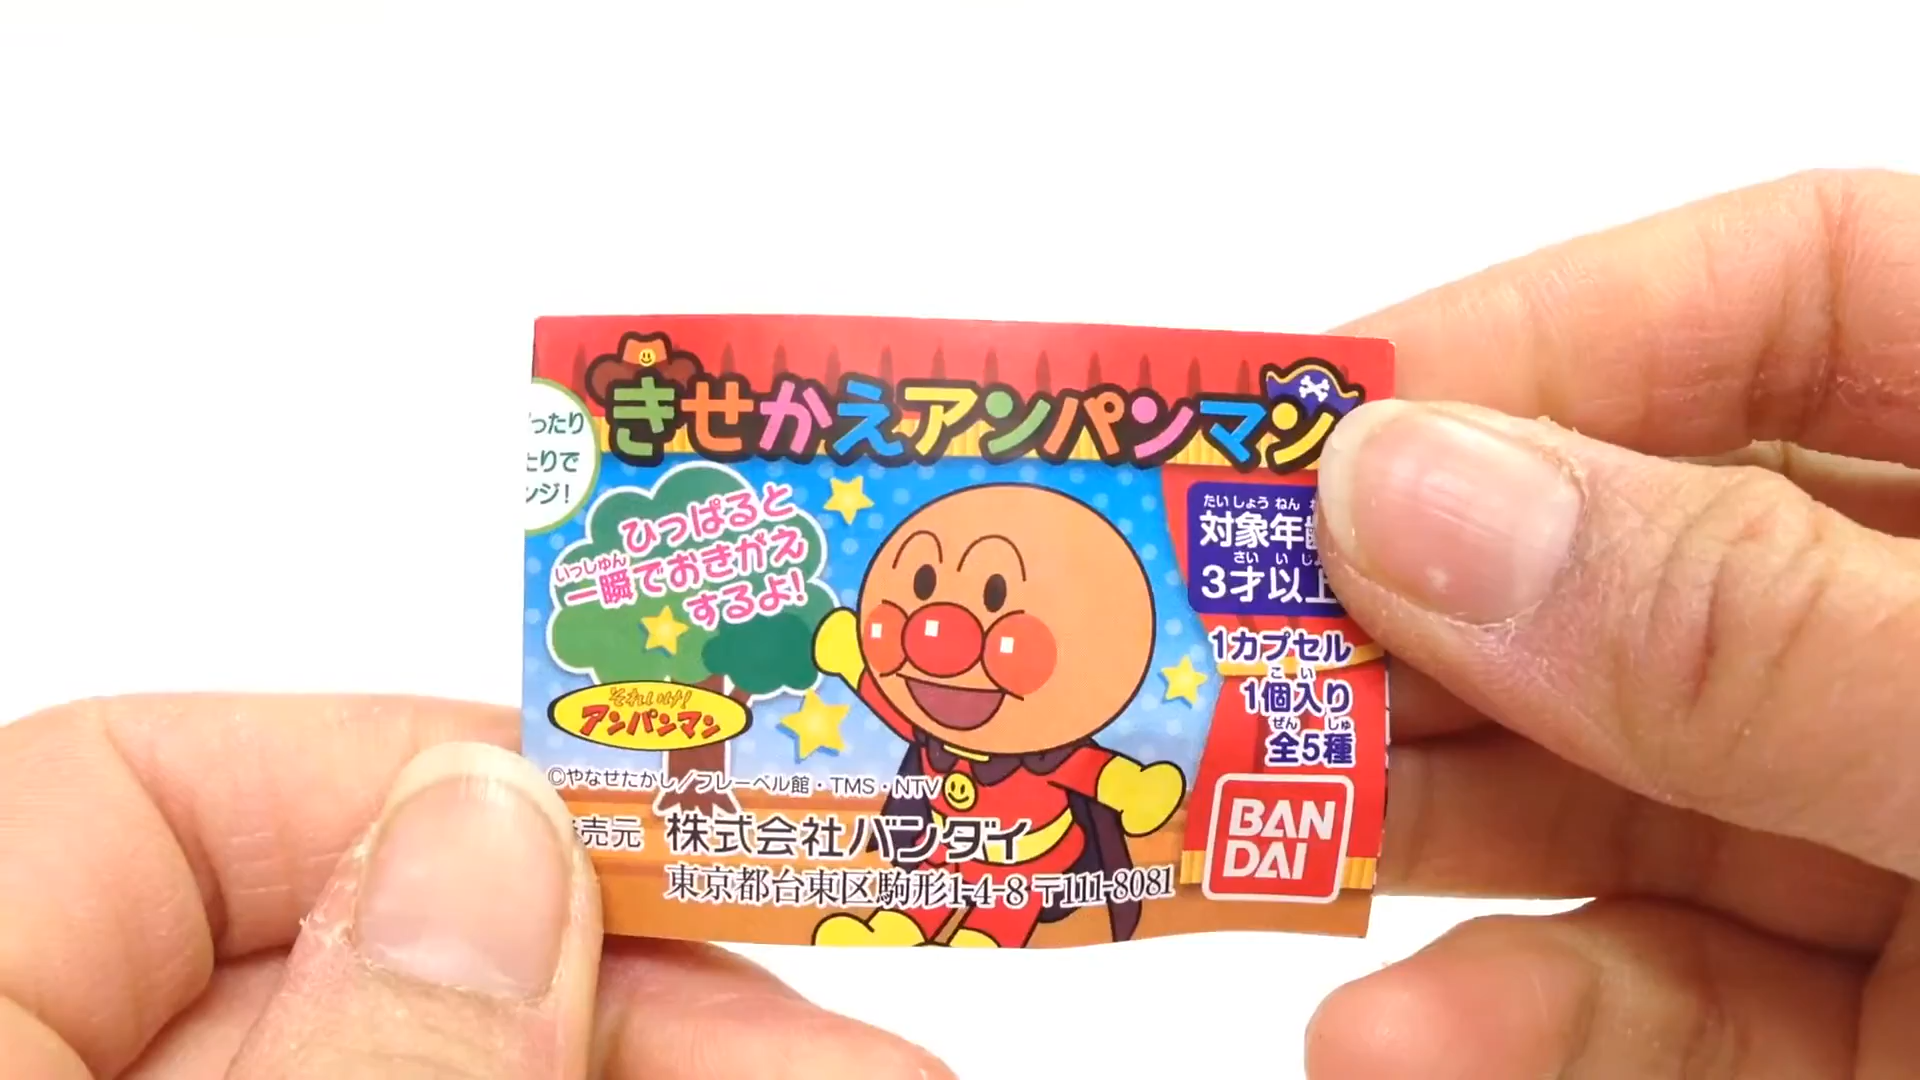 きせかえアンパンマン
ったり
たりで
ンジ!
ひっぱると
いっしゅん
一瞬でおきがえ
するよ!
たいしょう ねん
対象年齢
さい い じょ
3才以上
1カプセル
こ い
1個入り
ぜん しゅ
全5種
それいけ!
アンパンマン
©やなせたかし/フレーベル館・TMS・NTV
売元 株式会社バンダイ
東京都台東区駒形1-4-8 〒111-8081
BAN
DAI